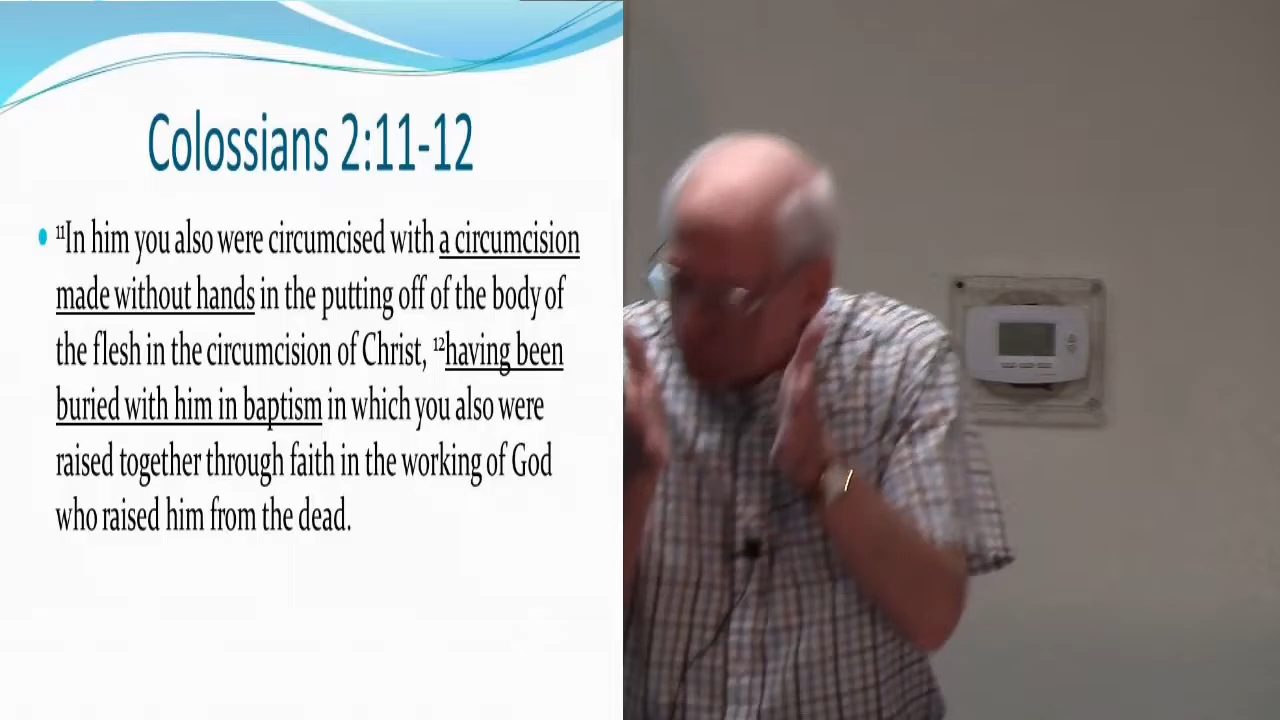 Colossians 2:11-12
• ¹¹In him you also were circumcised with a circumcision
made without hands in the putting off of the body of
the flesh in the circumcision of Christ, ¹²having been
buried with him in baptism in which you also were
raised together through faith in the working of God
who raised him from the dead.